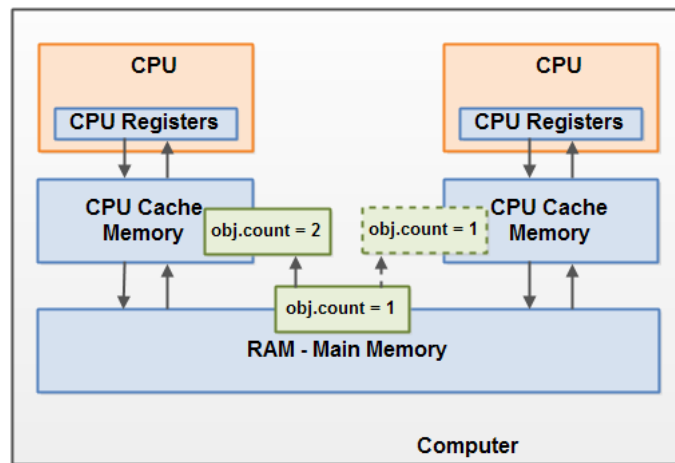 CPU
CPU Registers
CPU Cache
Memory
CPU
CPU Registers
CPU Cache
Memory
obj.count = 2
obj.count = 1
obj.count = 1
RAM - Main Memory
Computer